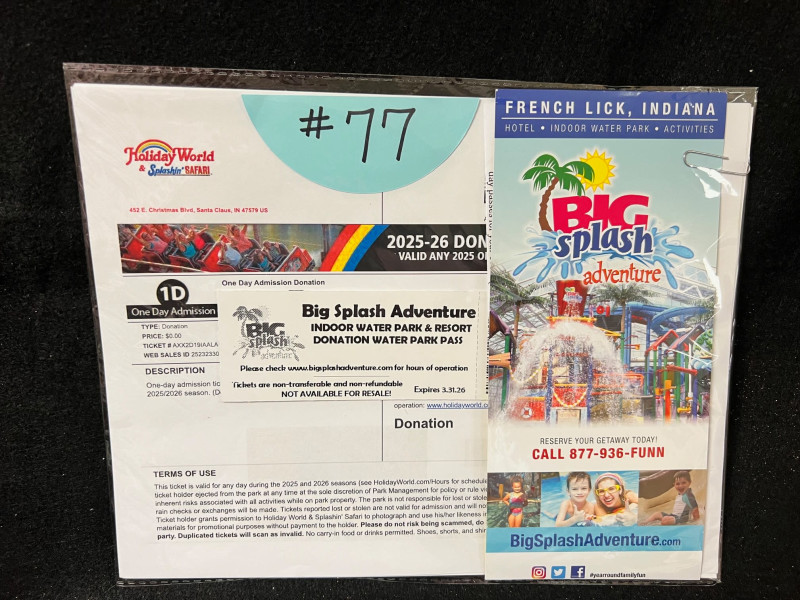 #77
Holiday World
& Splashin' SAFARI
452 E. Christmas Blvd, Santa Claus, IN 47579 US
2025-26 DON
VALID ANY 2025 O
1D
One Day Admission
TYPE: Donation
PRICE: $0.00
TICKET # AXX2D19IAALA
WEB SALES ID 25232330
DESCRIPTION
One-day admission tic
2025/2026 season. (D
One Day Admission Donation
BIG
splash
adventure
Big Splash Adventure
INDOOR WATER PARK & RESORT
DONATION WATER PARK PASS
Please check www.bigsplashadventure.com for hours of operation
Tickets are non-transferable and non-refundable
NOT AVAILABLE FOR RESALE!
Expires 3.31.26
operation: www.holidayworld.c
Donation
TERMS OF USE
This ticket is valid for any day during the 2025 and 2026 seasons (see HolidayWorld.com/Hours for schedule
ticket holder ejected from the park at any time at the sole discretion of Park Management for policy or rule vi
inherent risks associated with all activities while on park property. The park is not responsible for lost or stole
rain checks or exchanges will be made. Tickets reported lost or stolen are not valid for admission and will no
Ticket holder grants permission to Holiday World & Splashin' Safari to photograph and use his/her likeness i
materials for promotional purposes without payment to the holder. Please do not risk being scammed, do
party. Duplicated tickets will scan as invalid. No carry-in food or drinks permitted. Shoes, shorts, and shir
FRENCH LICK, INDIANA
HOTEL • INDOOR WATER PARK • ACTIVITIES
BIG
splash
adventure
RESERVE YOUR GETAWAY TODAY!
CALL 877-936-FUNN
BigSplashAdventure.com
#yearroundfamilyfun